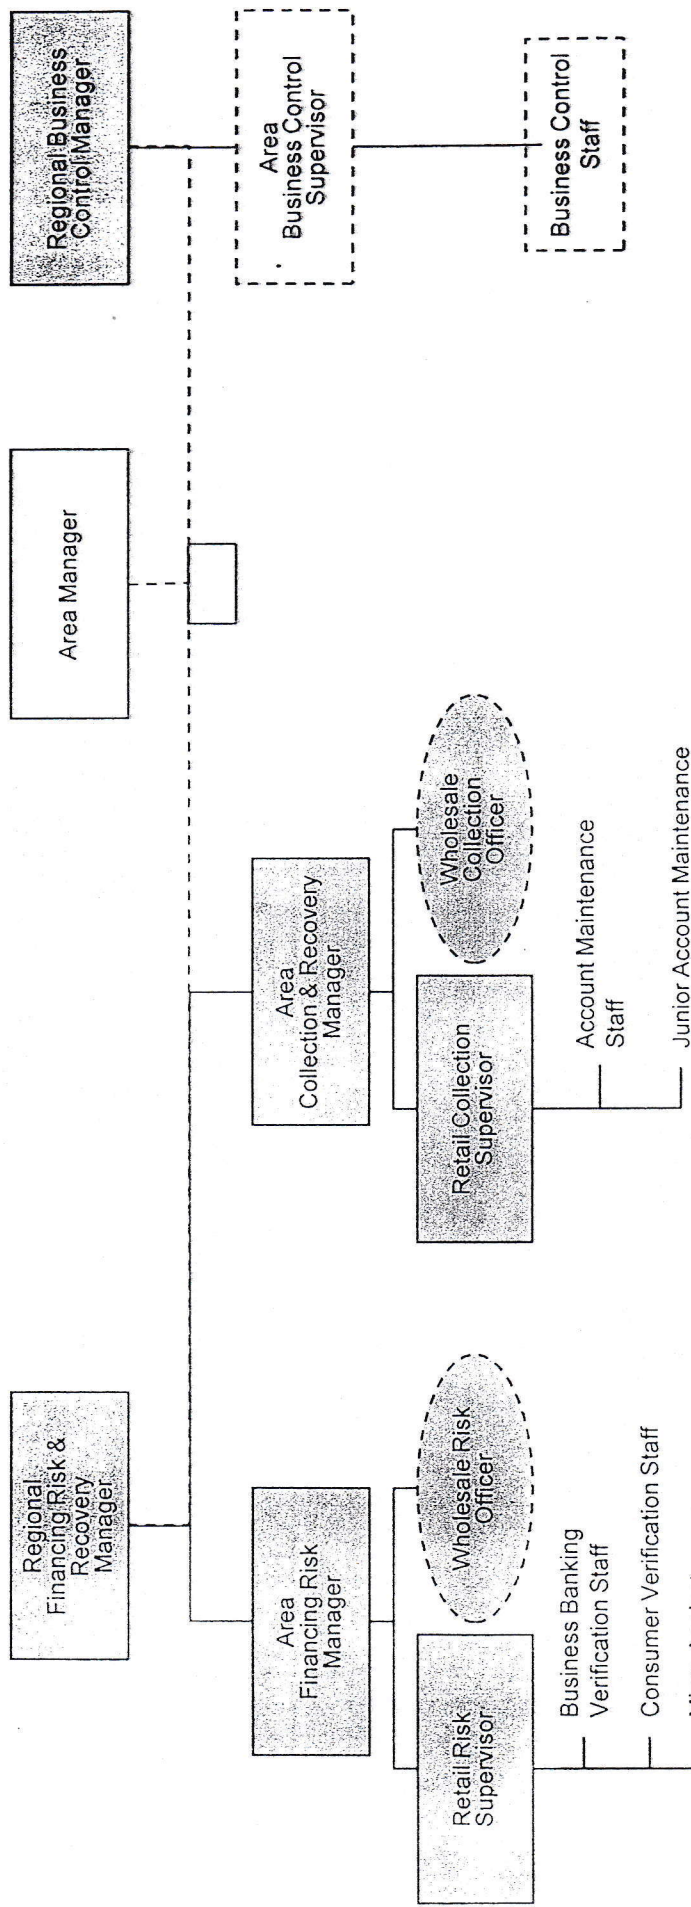 Regional
Financing Risk &
Recovery
Manager
Area Manager
Regional Business
Control Manager
Area
Financing Risk
Manager
Area
Collection & Recovery
Manager
Area
Business Control
Supervisor
Retail Risk
Supervisor
Wholesale Risk
Officer
Retail Collection
Supervisor
Wholesale
Collection
Officer
Business Control
Staff
Business Banking
Verification Staff
Consumer Verification Staff
Account Maintenance
Staff
Junior Account Maintenance